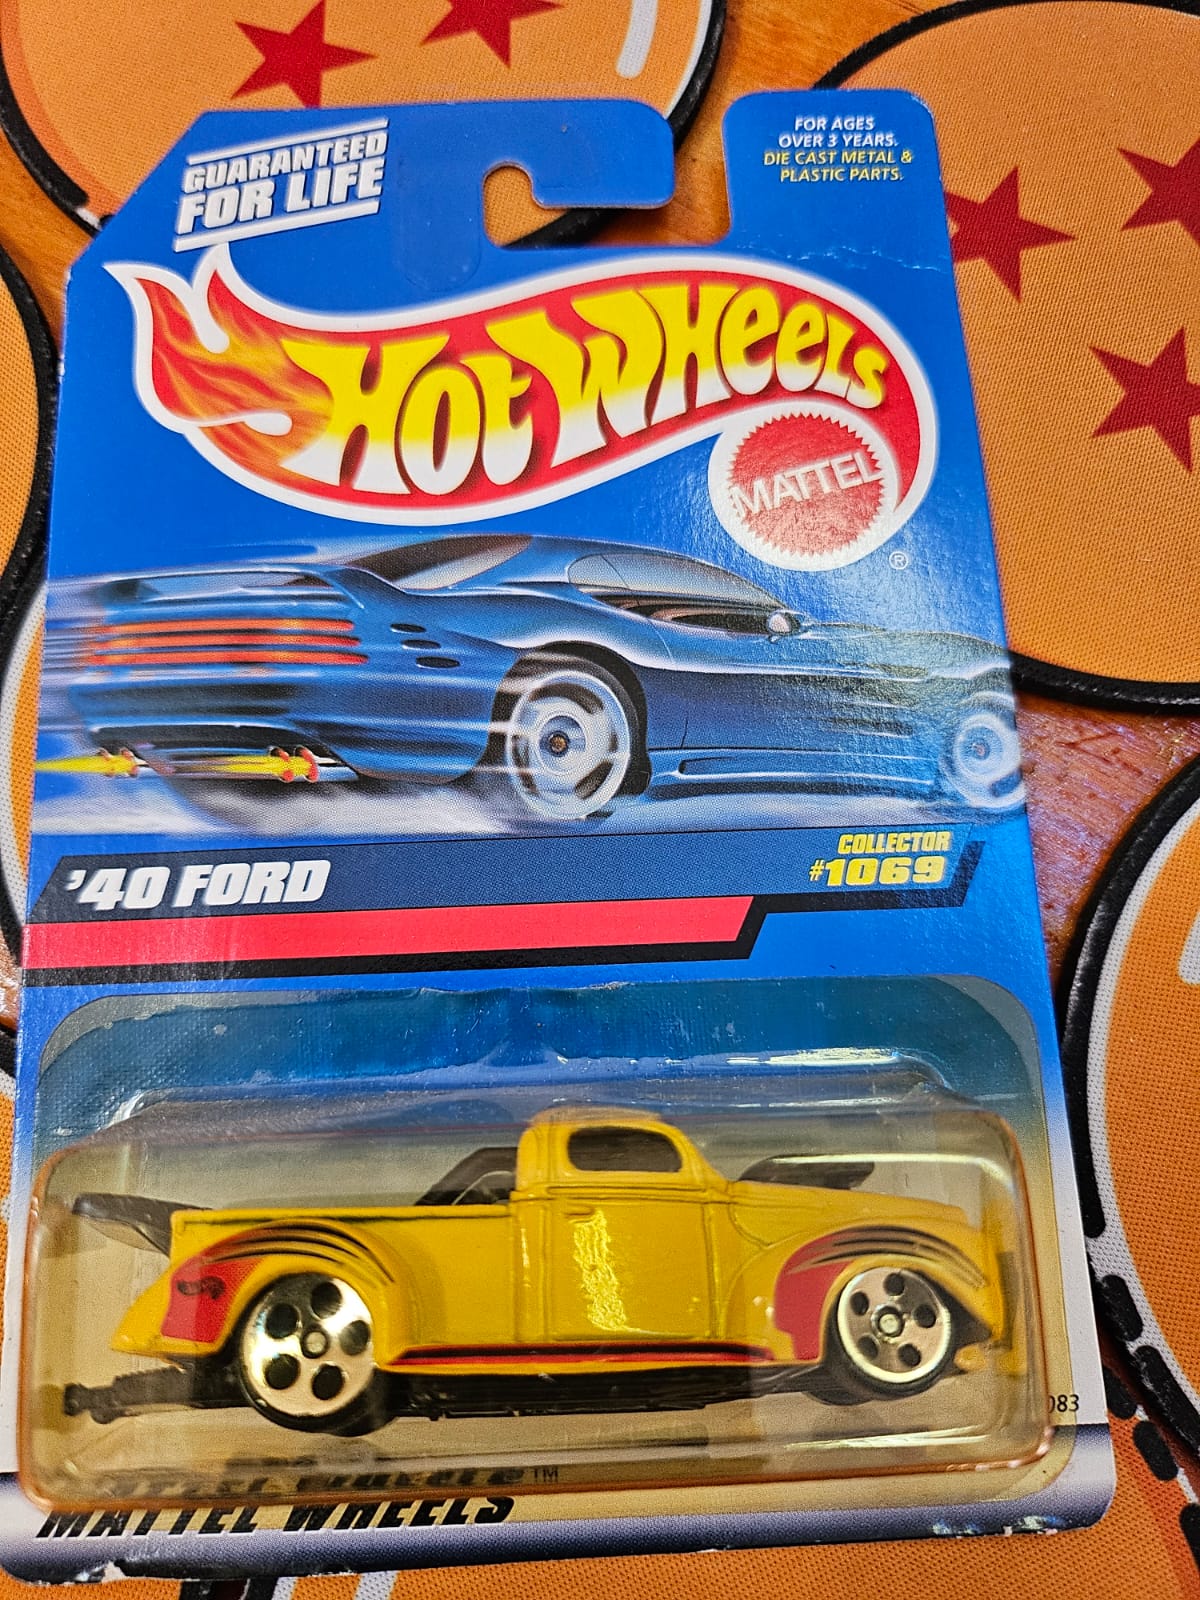 GUARANTEED
FOR LIFE
FOR AGES
OVER 3 YEARS.
DIE CAST METAL &
PLASTIC PARTS.
HOT WHEELS
MATTEL
®
'40 FORD
COLLECTOR
#1069
083
MATTEL WHEELS